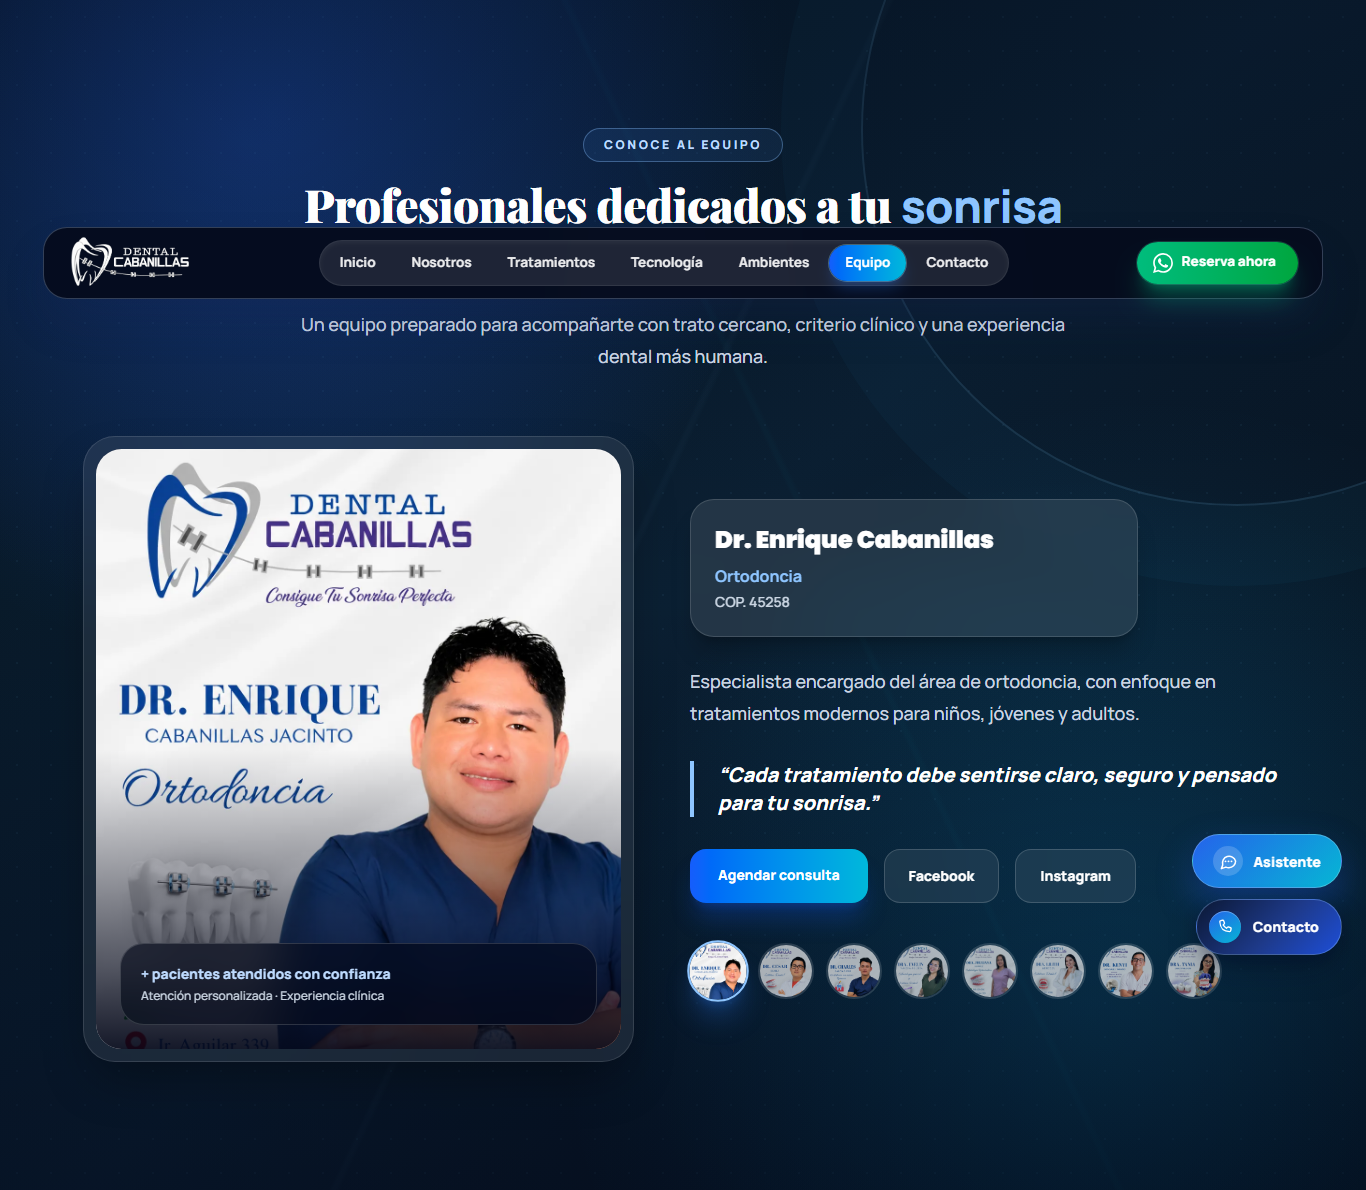 CONOCE AL EQUIPO
Profesionales dedicados a tu sonrisa
DENTAL
CABANILLAS
Inicio
Nosotros
Tratamientos
Tecnología
Ambientes
Equipo
Contacto
Reserva ahora
Un equipo preparado para acompañarte con trato cercano, criterio clínico y una experiencia
dental más humana.
DENTAL
CABANILLAS
Consigue Tu Sonrisa Perfecta
DR. ENRIQUE
CABANILLAS JACINTO
Ortodoncia
+ pacientes atendidos con confianza
Atención personalizada · Experiencia clínica
Jr. Aguilar 339
Dr. Enrique Cabanillas
Ortodoncia
COP. 45258
Especialista encargado del área de ortodoncia, con enfoque en
tratamientos modernos para niños, jóvenes y adultos.
“Cada tratamiento debe sentirse claro, seguro y pensado
para tu sonrisa.”
Agendar consulta
Facebook
Instagram
Asistente
Contacto